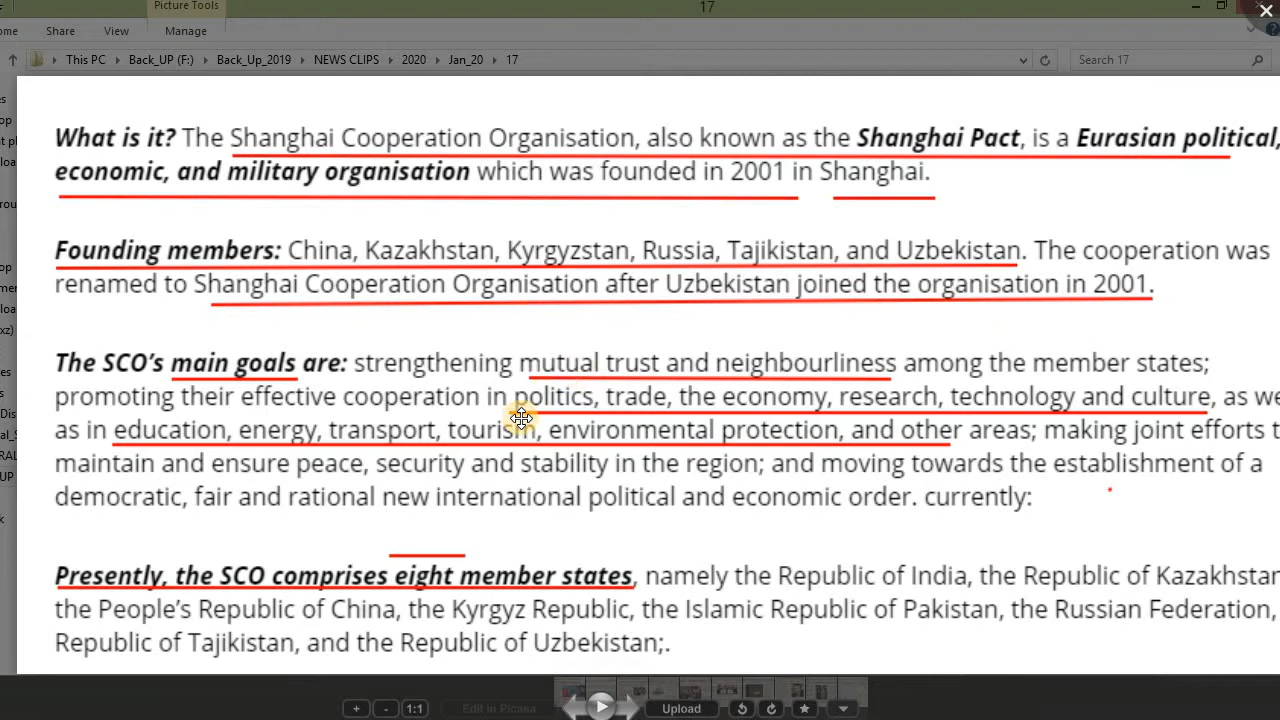 Picture Tools
17
ome Share View Manage
This PC Back_UP (F:) Back_Up_2019 NEWS CLIPS 2020 Jan_20 17 Search 17
What is it? The Shanghai Cooperation Organisation, also known as the Shanghai Pact, is a Eurasian political,
economic, and military organisation which was founded in 2001 in Shanghai.
Founding members: China, Kazakhstan, Kyrgyzstan, Russia, Tajikistan, and Uzbekistan. The cooperation was
renamed to Shanghai Cooperation Organisation after Uzbekistan joined the organisation in 2001.
The SCO's main goals are: strengthening mutual trust and neighbourliness among the member states;
promoting their effective cooperation in politics, trade, the economy, research, technology and culture, as we
as in education, energy, transport, tourism, environmental protection, and other areas; making joint efforts t
maintain and ensure peace, security and stability in the region; and moving towards the establishment of a
democratic, fair and rational new international political and economic order. currently:
Presently, the SCO comprises eight member states, namely the Republic of India, the Republic of Kazakhstan
the People's Republic of China, the Kyrgyz Republic, the Islamic Republic of Pakistan, the Russian Federation,
Republic of Tajikistan, and the Republic of Uzbekistan;.
+ - 1:1 Edit in Picasa Upload